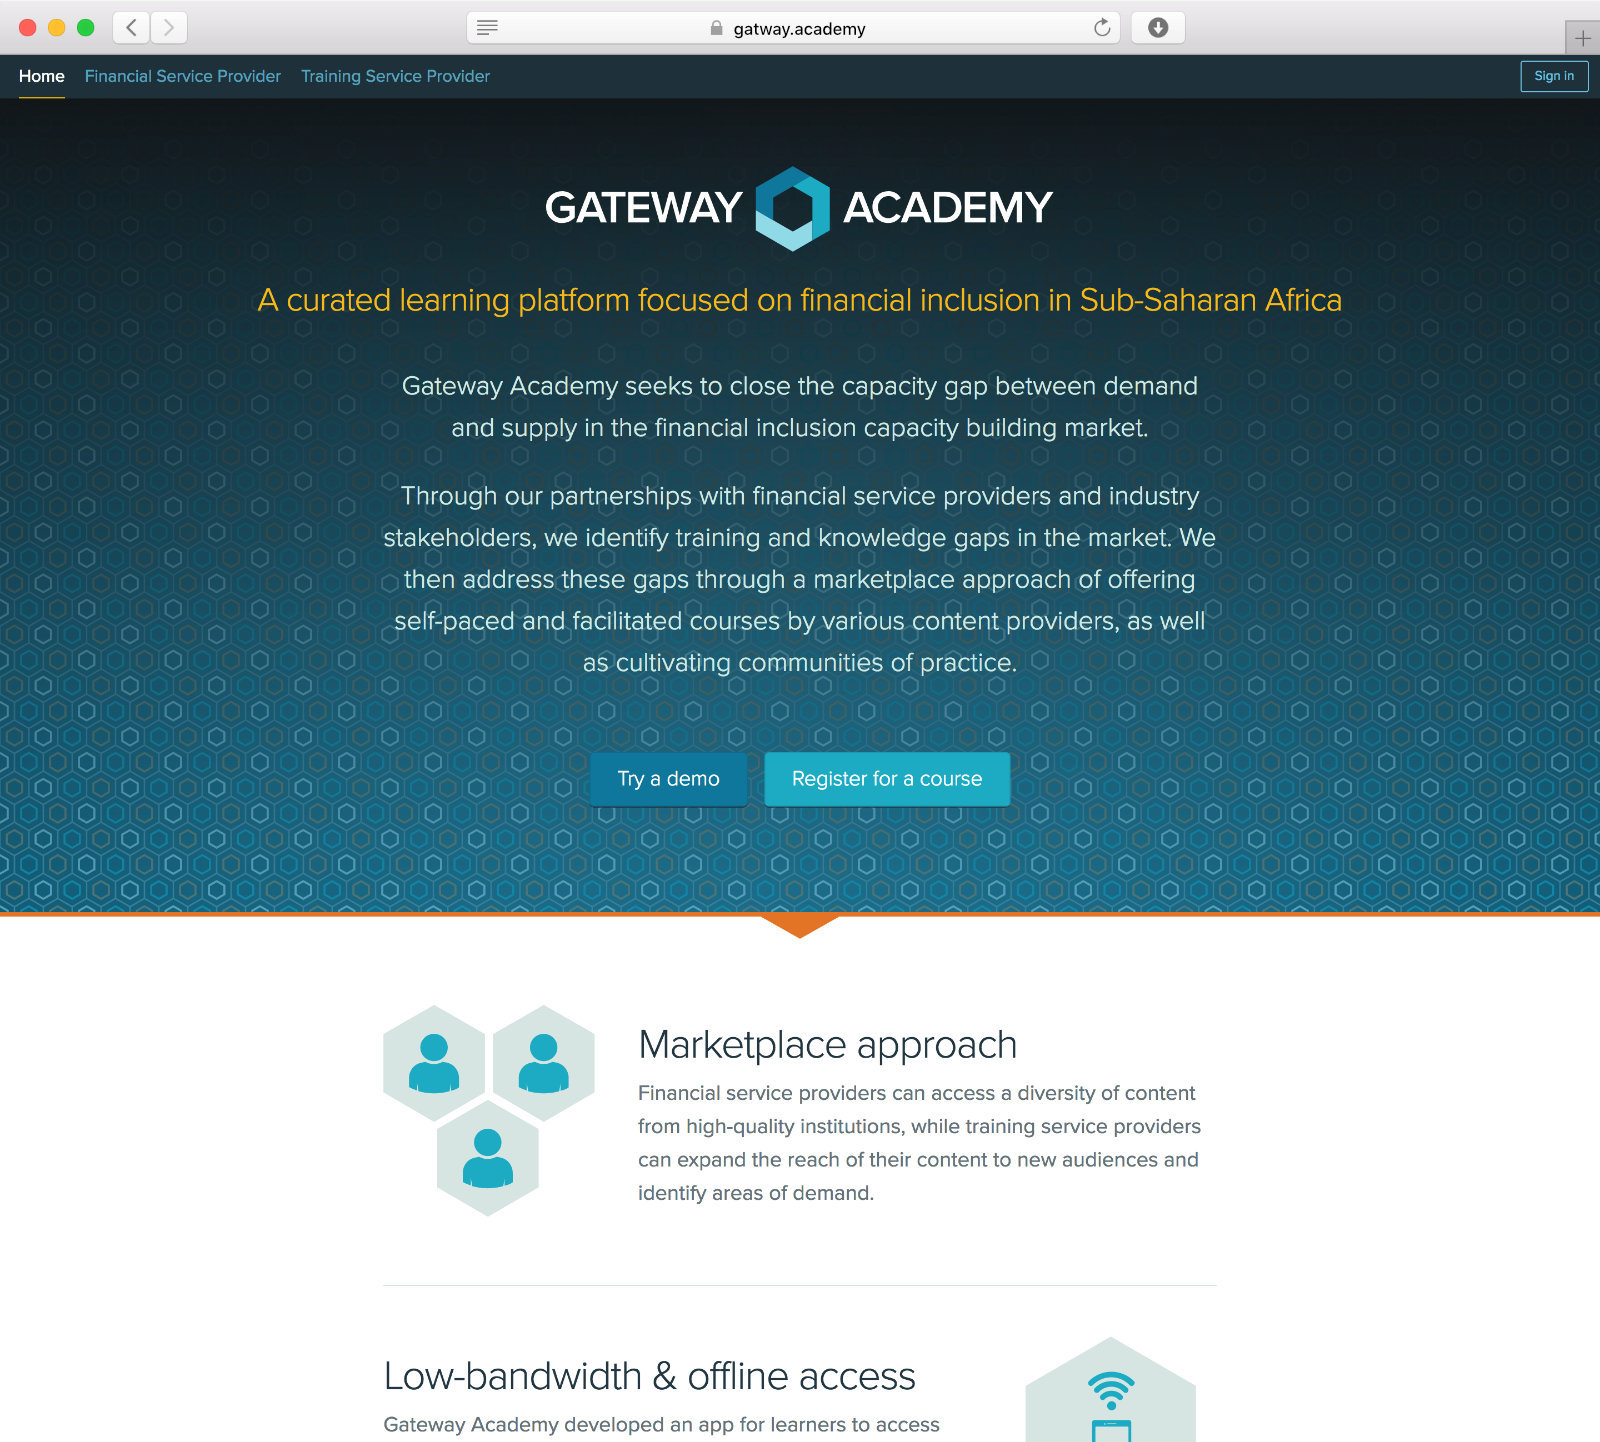 gatway.academy
Home Financial Service Provider Training Service Provider Sign in
GATEWAY ACADEMY
A curated learning platform focused on financial inclusion in Sub-Saharan Africa
Gateway Academy seeks to close the capacity gap between demand
and supply in the financial inclusion capacity building market.
Through our partnerships with financial service providers and industry
stakeholders, we identify training and knowledge gaps in the market. We
then address these gaps through a marketplace approach of offering
self-paced and facilitated courses by various content providers, as well
as cultivating communities of practice.
Try a demo Register for a course
Marketplace approach
Financial service providers can access a diversity of content
from high-quality institutions, while training service providers
can expand the reach of their content to new audiences and
identify areas of demand.
Low-bandwidth & offline access
Gateway Academy developed an app for learners to access